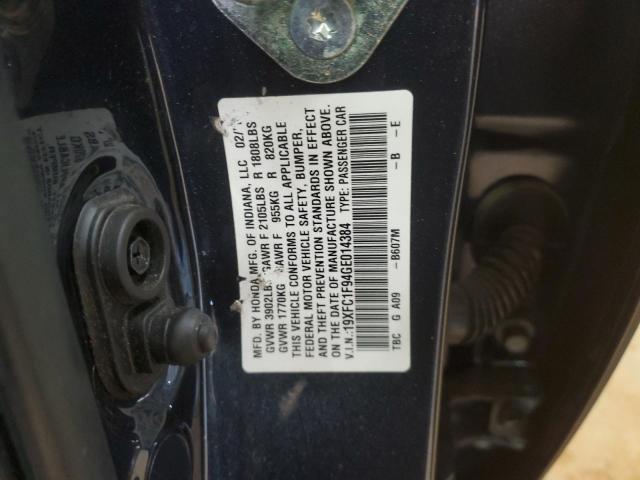 MFD. BY HONDA MFG. OF INDIANA, LLC 02/
GVWR 3902LBS GAWR F 2105LBS R 1808LBS
GVWR 1770KG GAWR F 955KG R 820KG
THIS VEHICLE CONFORMS TO ALL APPLICABLE
FEDERAL MOTOR VEHICLE SAFETY, BUMPER,
AND THEFT PREVENTION STANDARDS IN EFFECT
ON THE DATE OF MANUFACTURE SHOWN ABOVE.
V.I.N.:19XFC1F94GE014384 TYPE: PASSENGER CAR
TBC G A09 -B607M -B -E